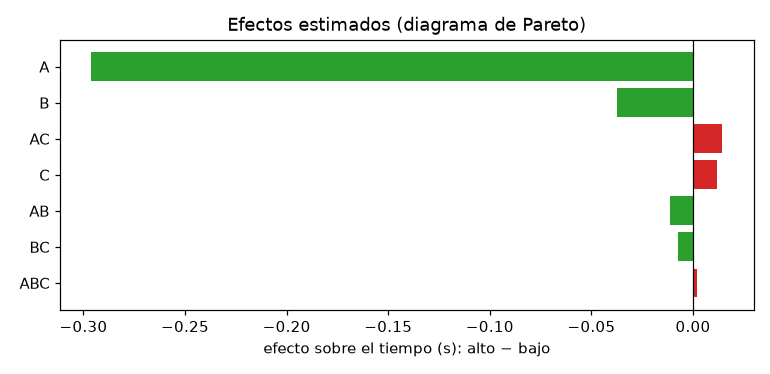 Efectos estimados (diagrama de Pareto)
A
B
AC
C
AB
BC
ABC
−0.30 −0.25 −0.20 −0.15 −0.10 −0.05 0.00
efecto sobre el tiempo (s): alto − bajo